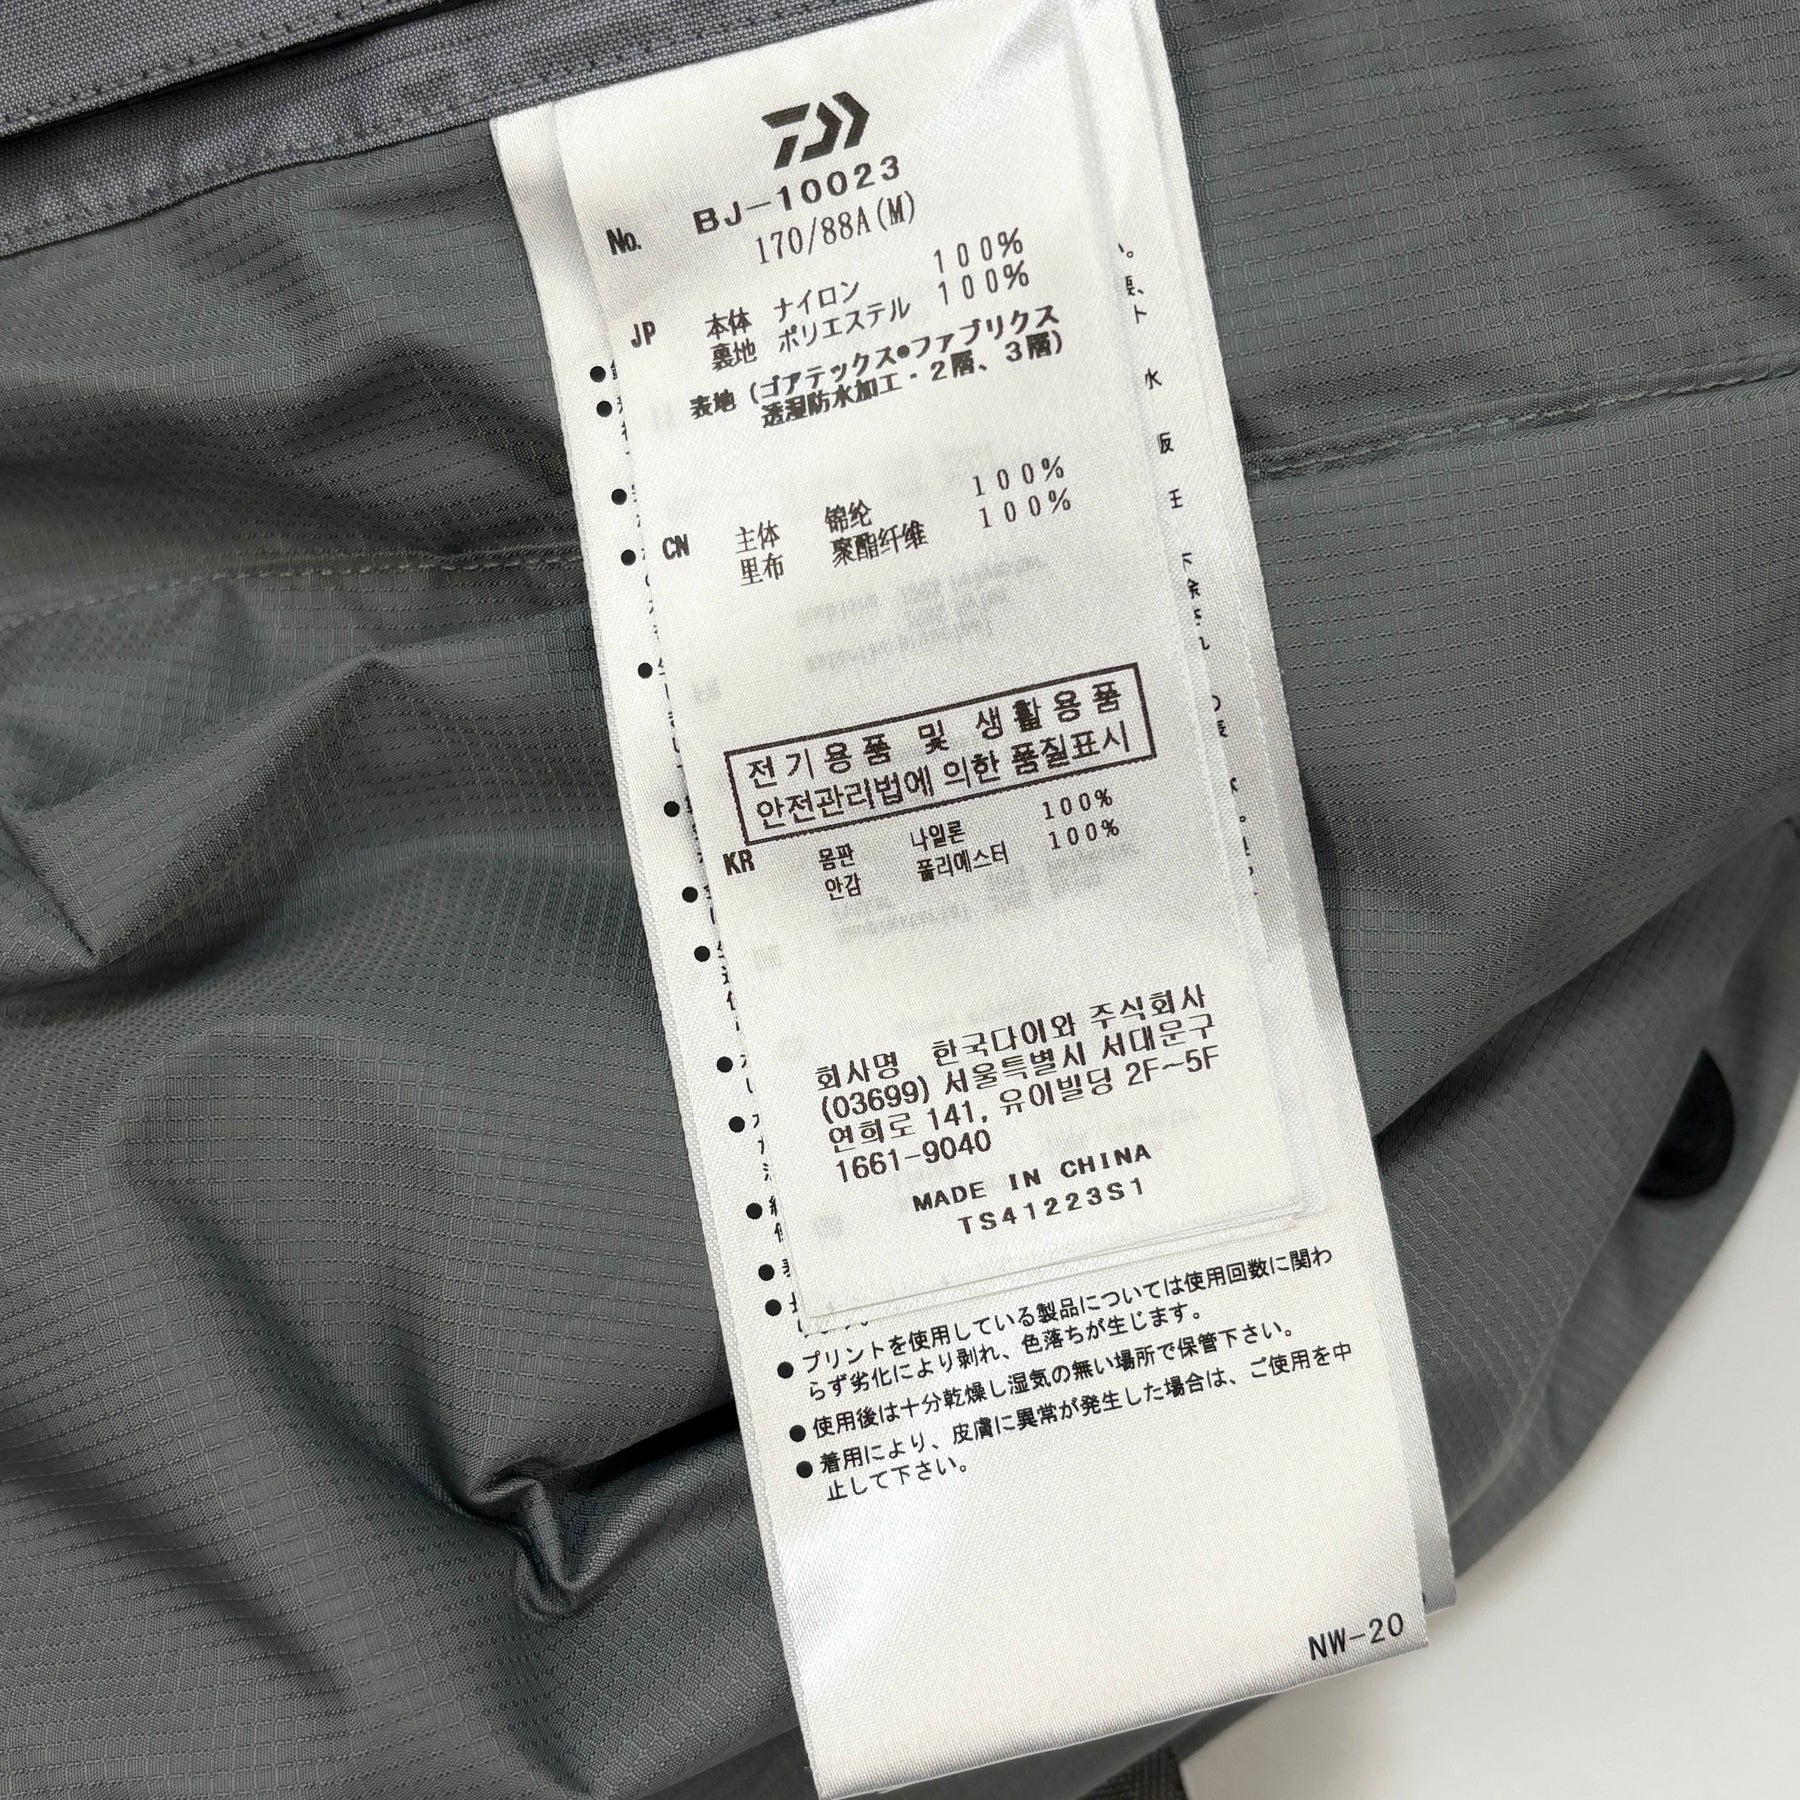 No. BJ-10023
170/88A(M)
JP 本体 ナイロン 100%
裏地 ポリエステル 100%
表地 (ゴアテックス®ファブリクス
透湿防水加工・2層、3層)
CN 主体 锦纶 100%
里布 聚酯纤维 100%
전기용품 및 생활용품
안전관리법에 의한 품질표시
KR 몸판 나일론 100%
안감 폴리에스터 100%
회사명 한국다이와 주식회사
(03699) 서울특별시 서대문구
연희로 141, 유이빌딩 2F~5F
1661-9040
MADE IN CHINA
TS41223S1
●プリントを使用している製品については使用回数に関わ
らず劣化により剥れ、色落ちが生じます。
●使用後は十分乾燥し湿気の無い場所で保管下さい。
●着用により、皮膚に異常が発生した場合は、ご使用を中
止して下さい。
NW-20